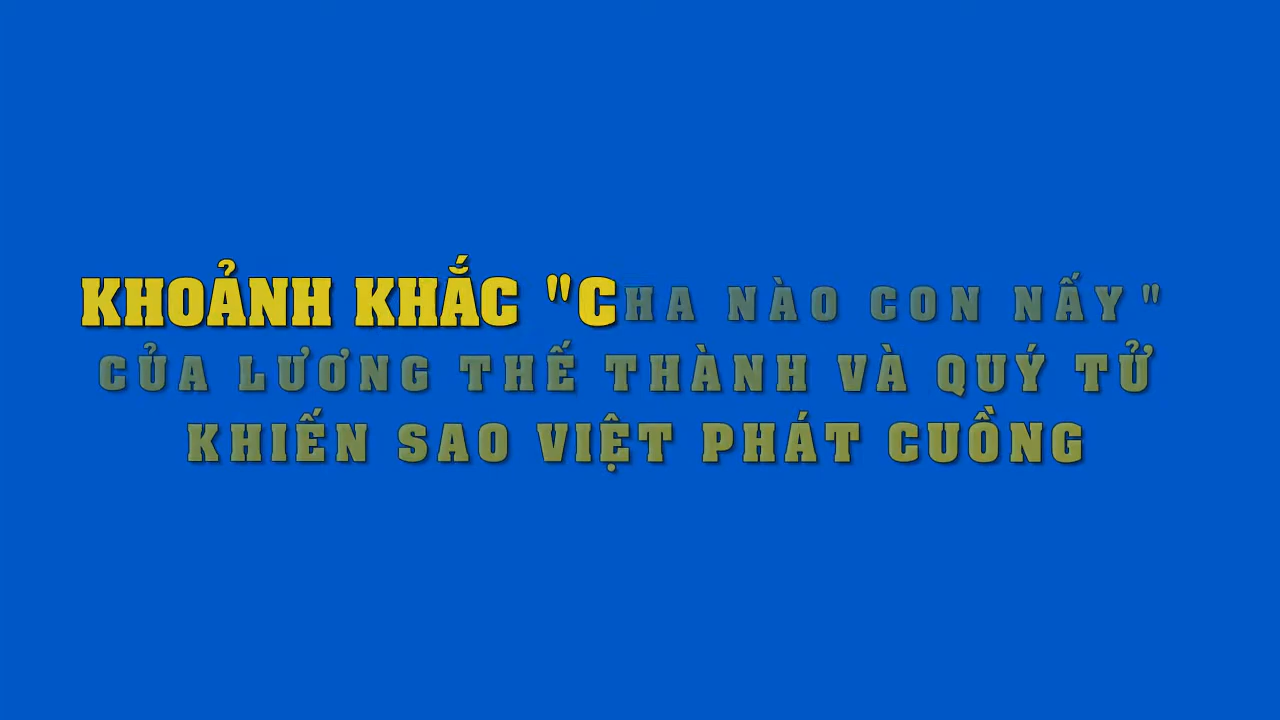 KHOẢNH KHẮC "CHA NÀO CON NẤY"
CỦA LƯƠNG THẾ THÀNH VÀ QUÝ TỬ
KHIẾN SAO VIỆT PHÁT CUỒNG